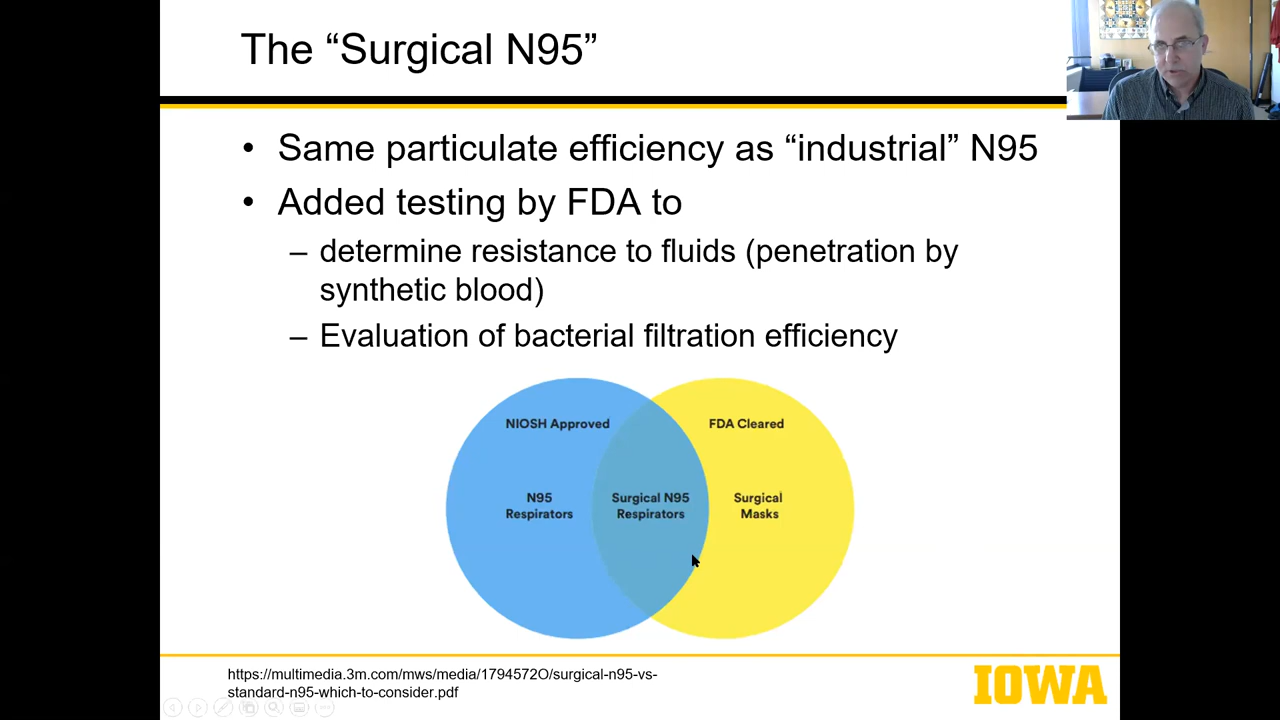 The “Surgical N95”
• Same particulate efficiency as “industrial” N95
• Added testing by FDA to
– determine resistance to fluids (penetration by
synthetic blood)
– Evaluation of bacterial filtration efficiency
NIOSH Approved
FDA Cleared
N95
Respirators
Surgical N95
Respirators
Surgical
Masks
https://multimedia.3m.com/mws/media/1794572O/surgical-n95-vs-
standard-n95-which-to-consider.pdf
IOWA